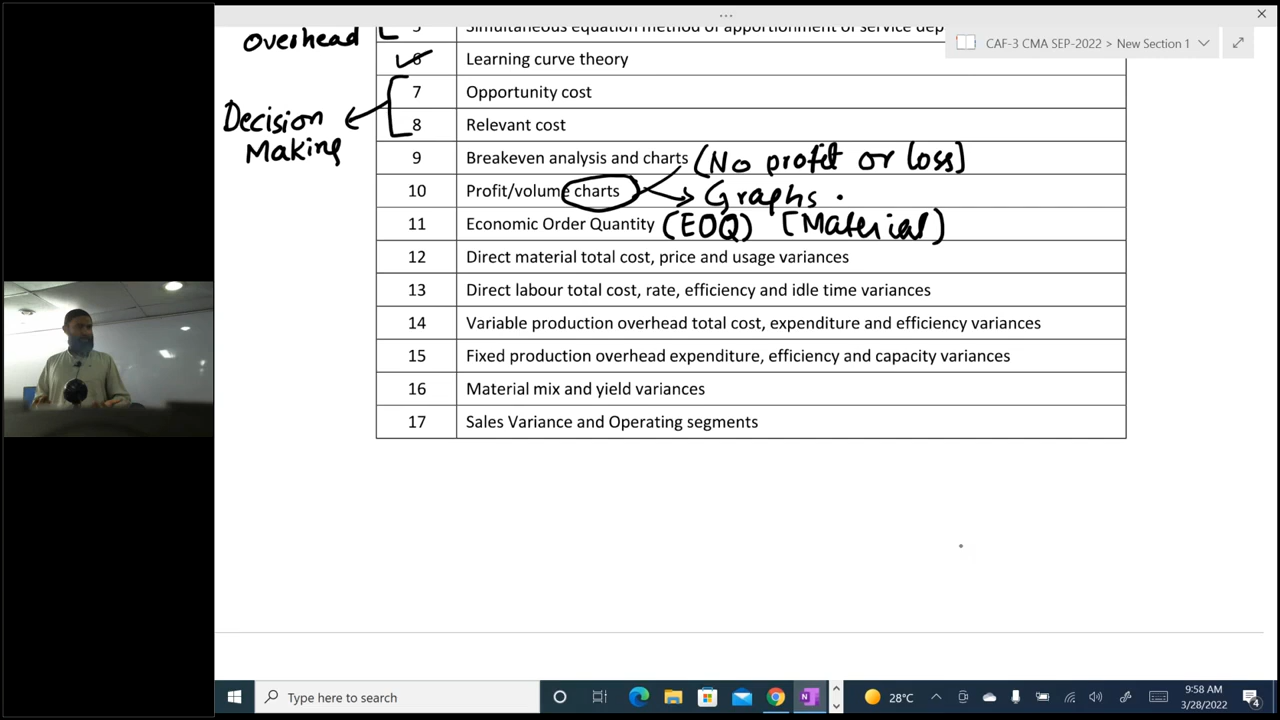 ...
5 Simultaneous equation method of apportionment of service dep
overhead
CAF-3 CMA SEP-2022 > New Section 1
6 Learning curve theory
7 Opportunity cost
Decision
Making
8 Relevant cost
9 Breakeven analysis and charts (No profit or loss]
10 Profit/volume charts → Graphs .
11 Economic Order Quantity (EOQ) [Material)
12 Direct material total cost, price and usage variances
13 Direct labour total cost, rate, efficiency and idle time variances
14 Variable production overhead total cost, expenditure and efficiency variances
15 Fixed production overhead expenditure, efficiency and capacity variances
16 Material mix and yield variances
17 Sales Variance and Operating segments
Type here to search
28°C
9:58 AM
3/28/2022
4